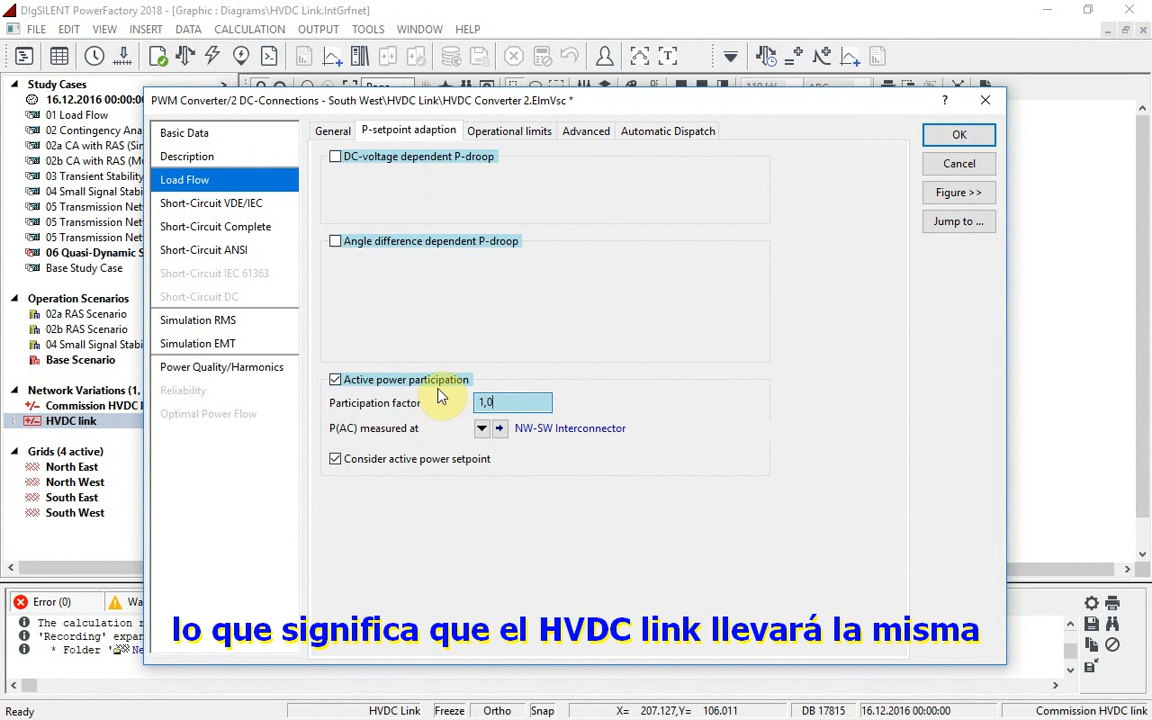 DIgSILENT PowerFactory 2018 - [Graphic : Diagrams\HVDC Link.IntGrfnet]
FILE EDIT VIEW INSERT DATA CALCULATION OUTPUT TOOLS WINDOW HELP
Study Cases
16.12.2016 00:00:0
01 Load Flow
02 Contingency Ana
02a CA with RAS (Sin
02b CA with RAS (M
03 Transient Stability
04 Small Signal Stab
05 Transmission Net
05 Transmission Net
05 Transmission Net
06 Quasi-Dynamic S
Base Study Case
Operation Scenarios
02a RAS Scenario
02b RAS Scenario
04 Small Signal Stab
Base Scenario
Network Variations (1,
Commission HVDC l
HVDC link
Grids (4 active)
North East
North West
South East
South West
PWM Converter/2 DC-Connections - South West\HVDC Link\HVDC Converter 2.ElmVsc *
?
Basic Data
Description
Load Flow
Short-Circuit VDE/IEC
Short-Circuit Complete
Short-Circuit ANSI
Short-Circuit IEC 61363
Short-Circuit DC
Simulation RMS
Simulation EMT
Power Quality/Harmonics
Reliability
Optimal Power Flow
General P-setpoint adaption Operational limits Advanced Automatic Dispatch
DC-voltage dependent P-droop
Angle difference dependent P-droop
Active power participation
Participation factor 1,0
P(AC) measured at NW-SW Interconnector
Consider active power setpoint
OK
Cancel
Figure >>
Jump to ...
Error (0) Wa
The calculation r
'Recording' expan
* Folder ' Ne
lo que significa que el HVDC link llevará la misma
Ready HVDC Link Freeze Ortho Snap X= 207.127,Y= 106.011 DB 17815 16.12.2016 00:00:00 Commission HVDC link